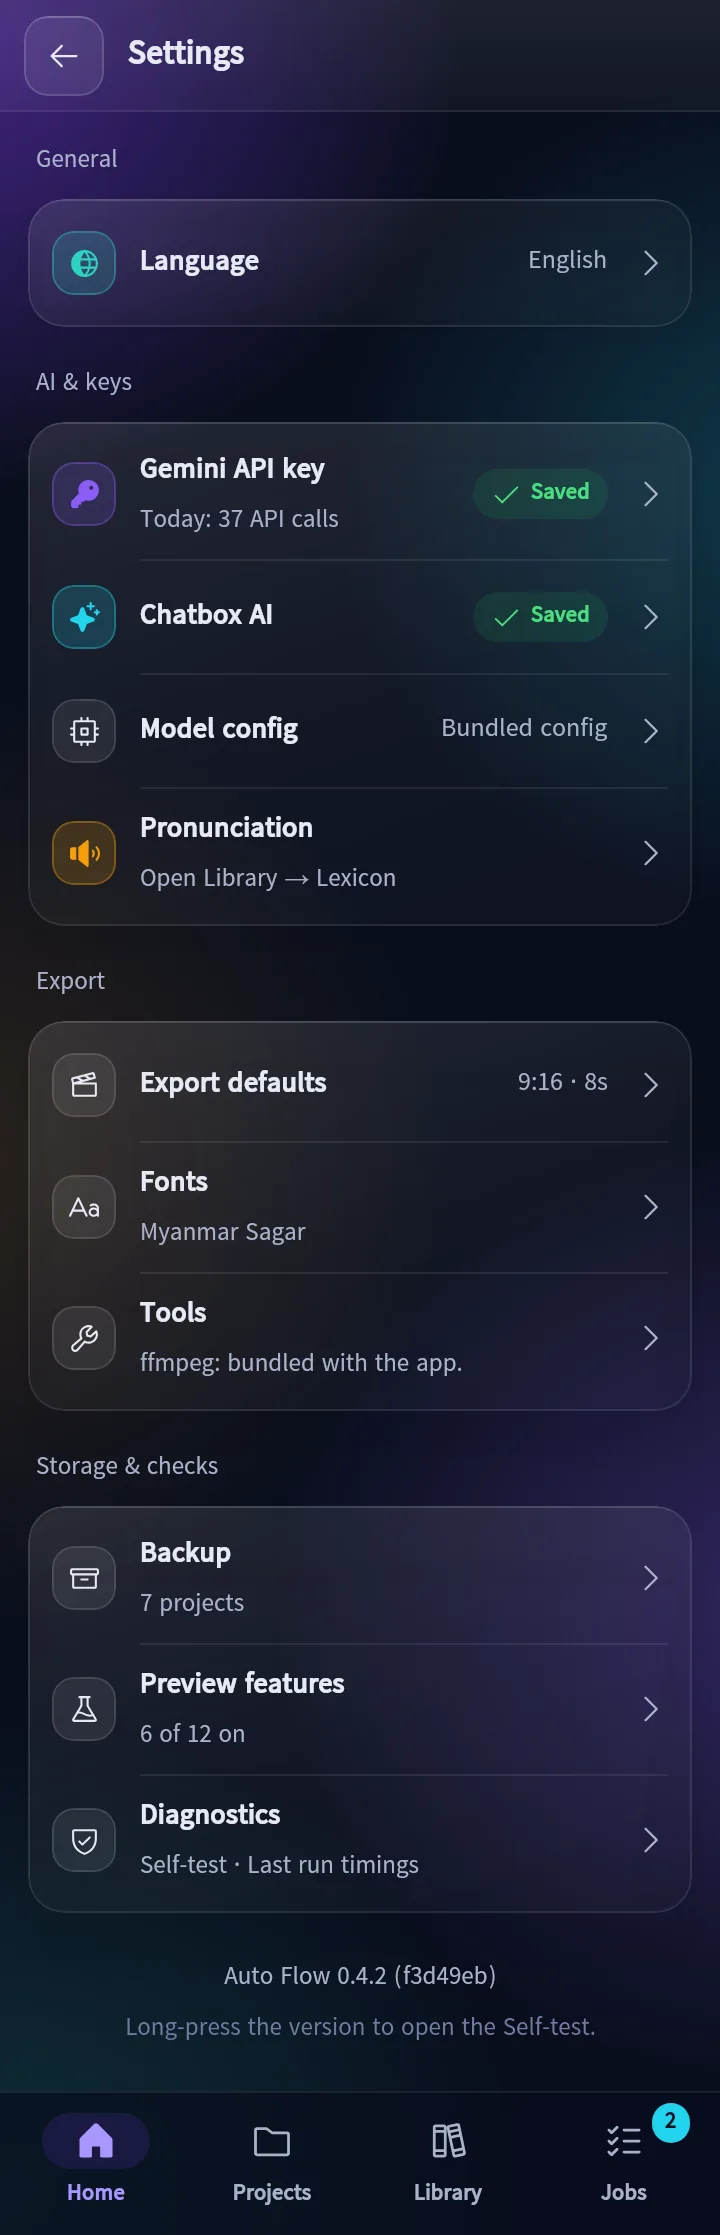 Settings
General
Language
English
AI & keys
Gemini API key
Today: 37 API calls
Saved
Chatbox AI
Saved
Model config
Bundled config
Pronunciation
Open Library → Lexicon
Export
Export defaults
9:16 · 8s
Aa
Fonts
Myanmar Sagar
Tools
ffmpeg: bundled with the app.
Storage & checks
Backup
7 projects
Preview features
6 of 12 on
Diagnostics
Self-test · Last run timings
Auto Flow 0.4.2 (f3d49eb)
Long-press the version to open the Self-test.
2
Home
Projects
Library
Jobs